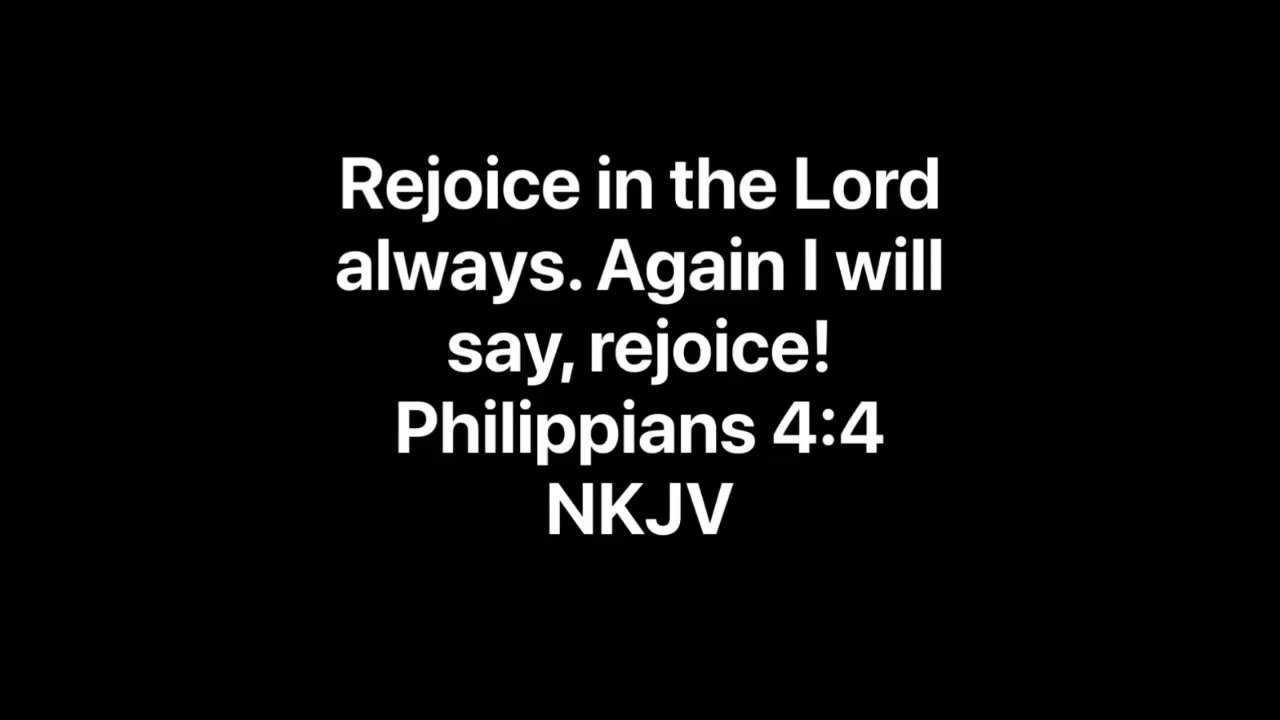 Rejoice in the Lord
always. Again I will
say, rejoice!
Philippians 4:4
NKJV